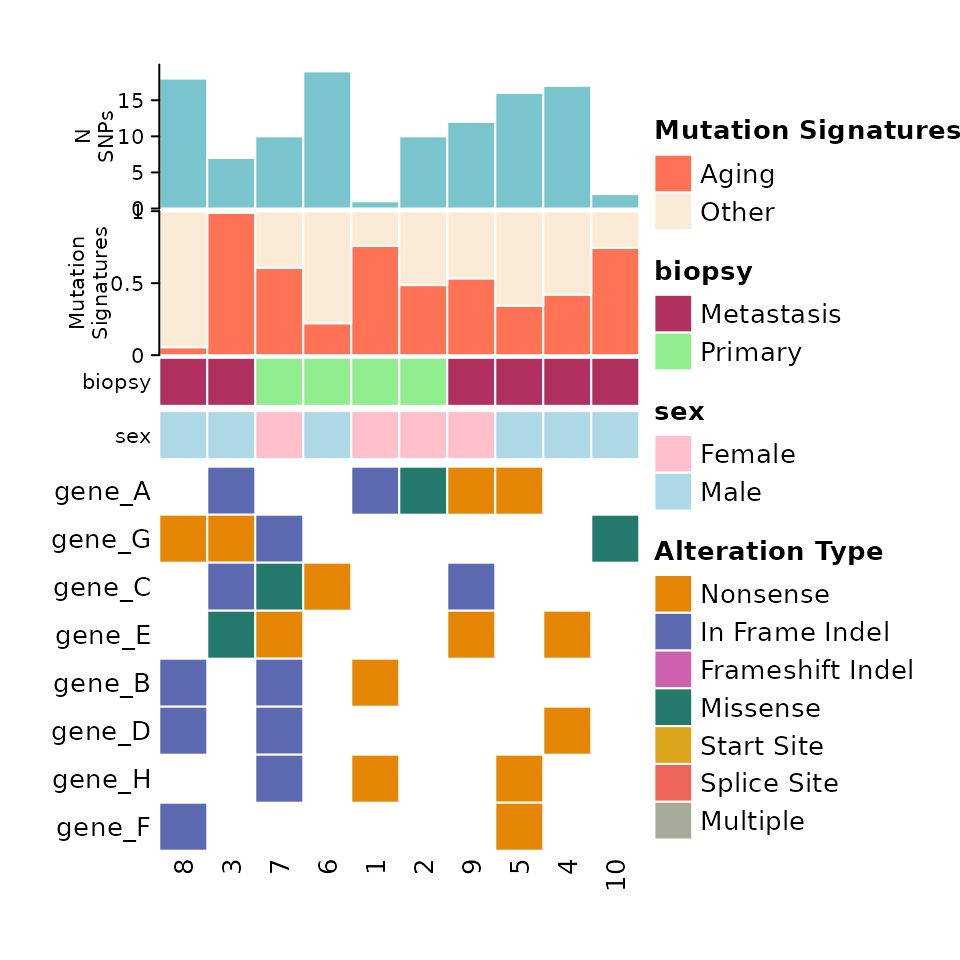 N
SNPs
15
10
5
0
Mutation
Signatures
1
0.5
0
biopsy
sex
gene_A
gene_G
gene_C
gene_E
gene_B
gene_D
gene_H
gene_F
8 3 7 6 1 2 9 5 4 10
Mutation Signatures
Aging
Other
biopsy
Metastasis
Primary
sex
Female
Male
Alteration Type
Nonsense
In Frame Indel
Frameshift Indel
Missense
Start Site
Splice Site
Multiple